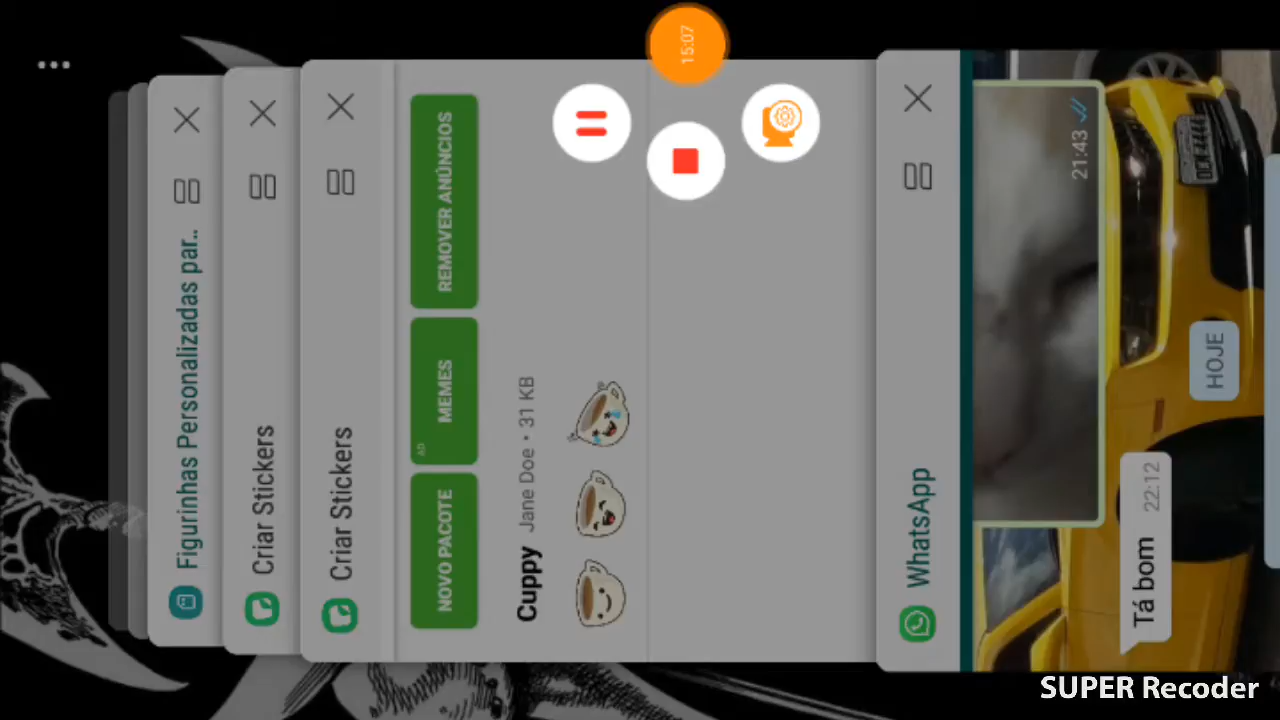 15:07
Figurinhas Personalizadas par..
Criar Stickers
Criar Stickers
NOVO PACOTE
AD
MEMES
REMOVER ANÚNCIOS
Cuppy Jane Doe • 31 KB
WhatsApp
21:43
Tá bom 22:12
HOJE
SUPER Recoder